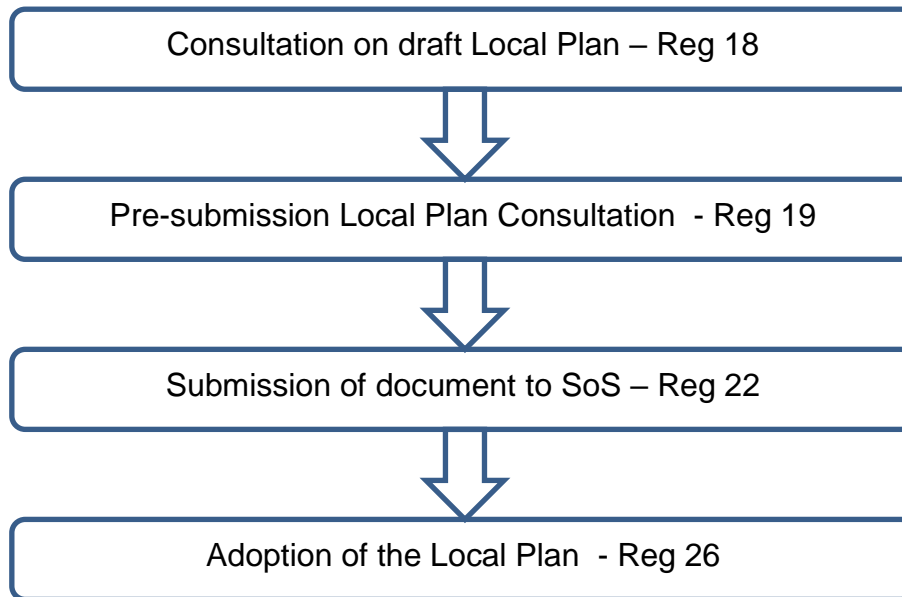 Consultation on draft Local Plan – Reg 18
Pre-submission Local Plan Consultation - Reg 19
Submission of document to SoS – Reg 22
Adoption of the Local Plan - Reg 26